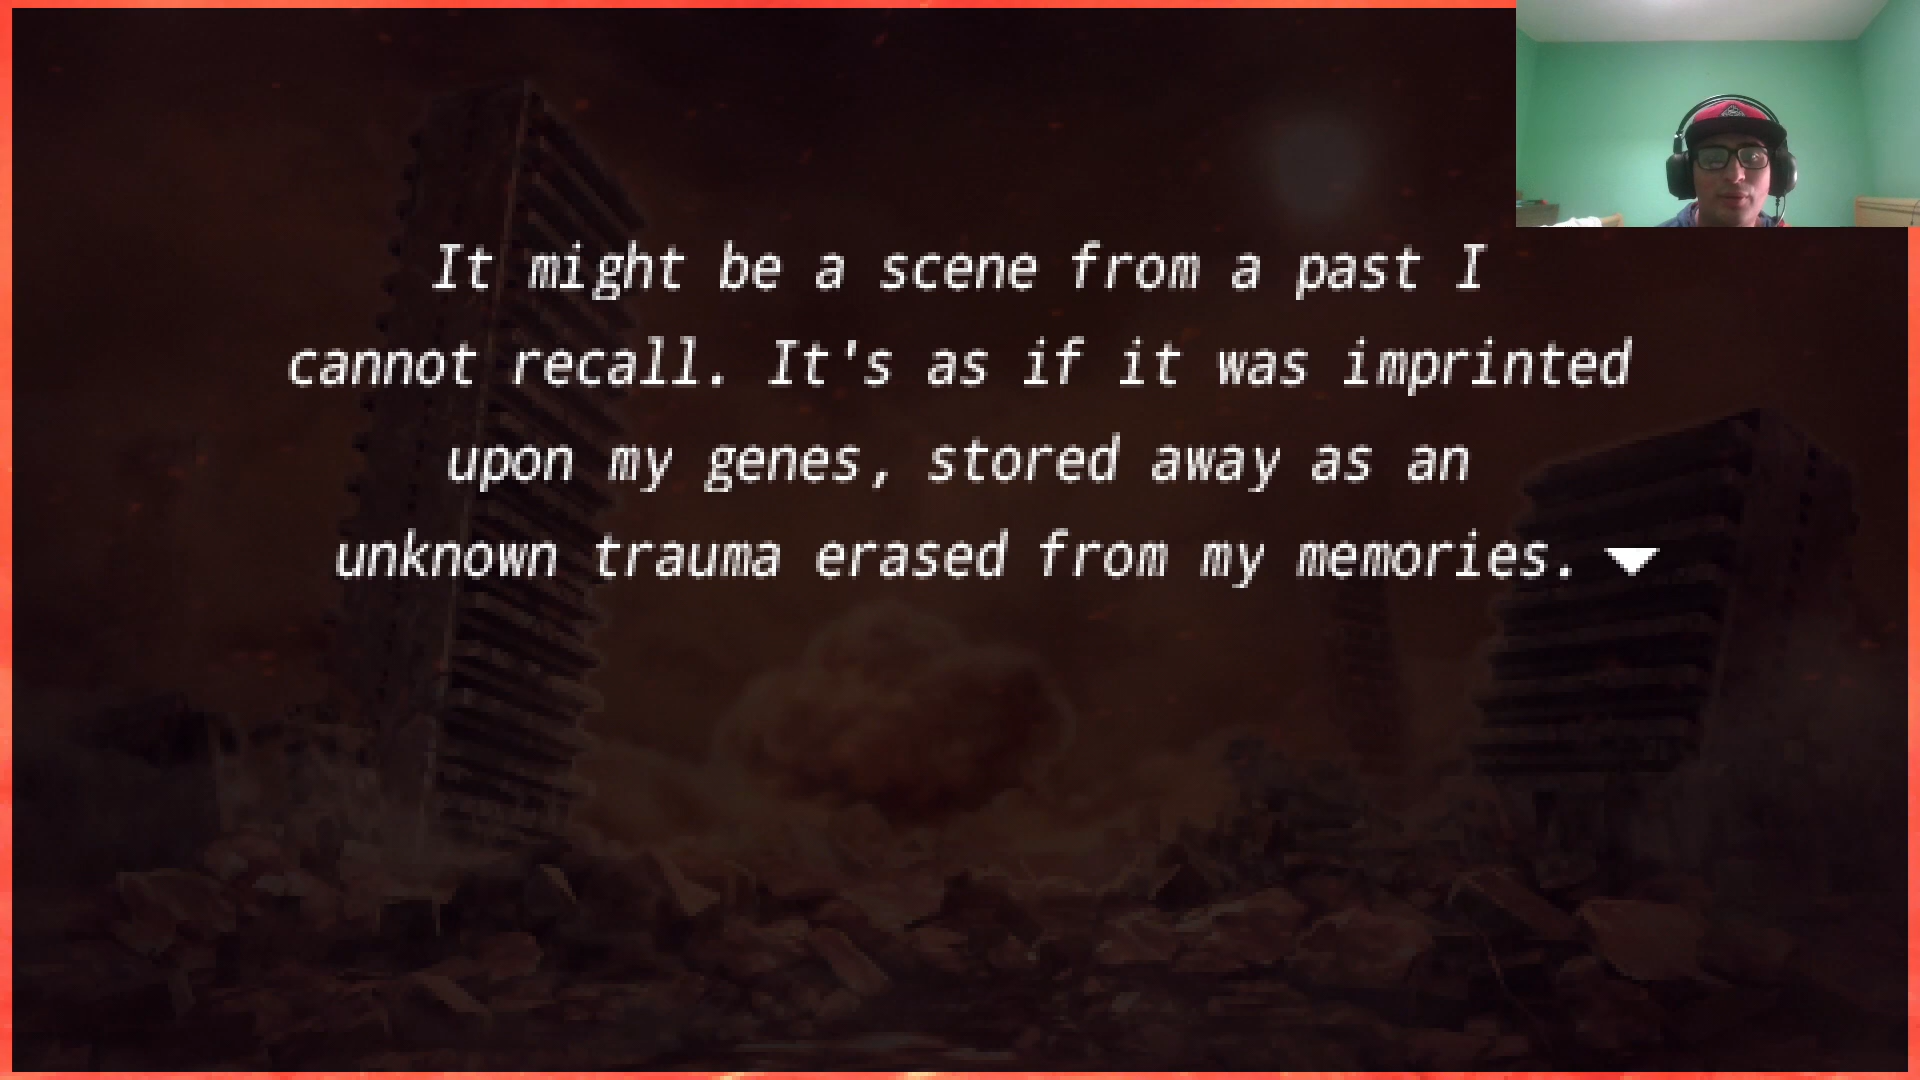 It might be a scene from a past I
cannot recall. It's as if it was imprinted
upon my genes, stored away as an
unknown trauma erased from my memories.